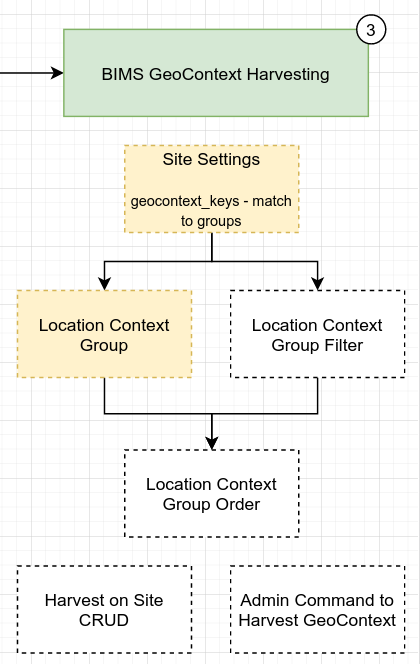 3
BIMS GeoContext Harvesting
Site Settings
geocontext_keys - match
to groups
Location Context
Group
Location Context
Group Filter
Location Context
Group Order
Harvest on Site
CRUD
Admin Command to
Harvest GeoContext